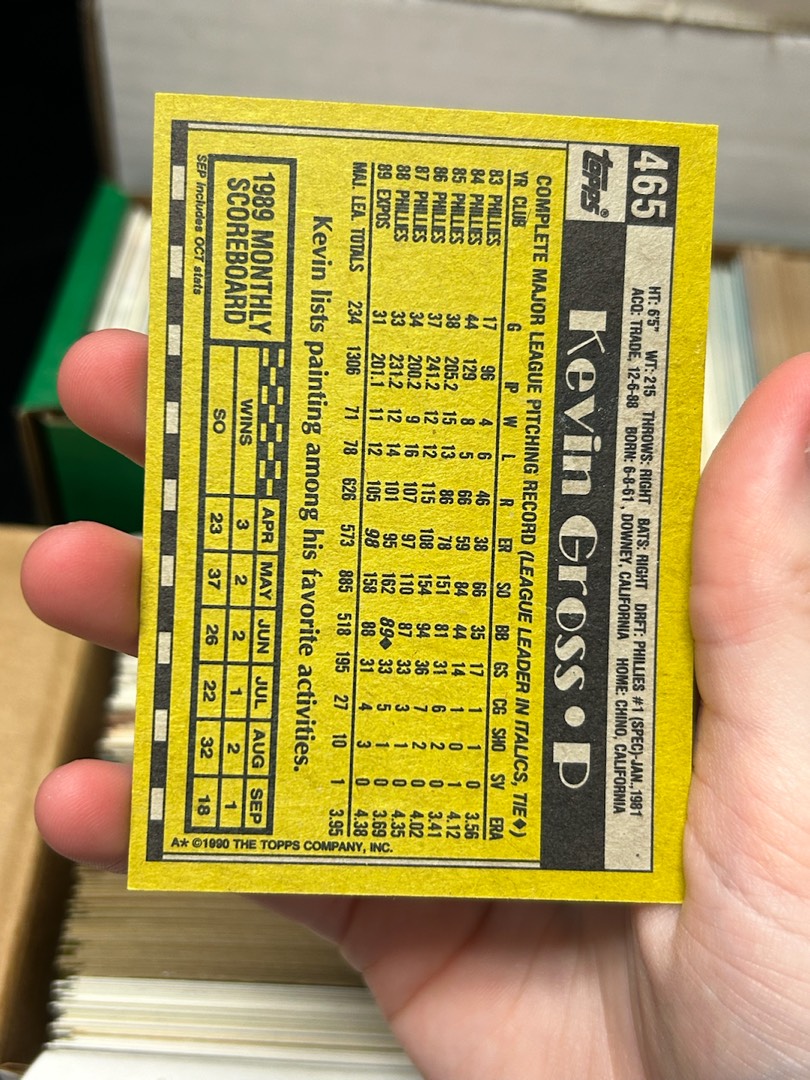 465
HT: 6'5" WT: 215 THROWS: RIGHT BATS: RIGHT DRFT: PHILLIES #1 (SPEC)-JAN., 1981
ACQ: TRADE, 12-6-88 BORN: 6-8-61, DOWNEY, CALIFORNIA HOME: CHINO, CALIFORNIA
TOPPS® Kevin Gross • P
COMPLETE MAJOR LEAGUE PITCHING RECORD (LEAGUE LEADER IN ITALICS, TIE♦)
YR CLUB G IP W L R ER SO BB GS CG SHO SV ERA
83 PHILLIES 17 96 4 6 46 38 66 35 17 1 1 0 3.56
84 PHILLIES 44 129 8 5 66 59 84 44 14 1 0 1 4.12
85 PHILLIES 38 205.2 15 13 86 78 151 81 31 6 2 0 3.41
86 PHILLIES 37 241.2 12 12 115 108 154 94 36 7 2 0 4.02
87 PHILLIES 34 200.2 9 16 107 97 110 87 33 3 1 0 4.35
88 PHILLIES 33 231.2 12 14 101 95 162 89♦ 33 5 1 0 3.69
89 EXPOS 31 201.1 11 12 105 98 158 88 31 4 3 0 4.38
MAJ. LEA. TOTALS 234 1306 71 78 626 573 885 518 195 27 10 1 3.95
Kevin lists painting among his favorite activities.
1989 MONTHLY SCOREBOARD
APR MAY JUN JUL AUG SEP
WINS 3 2 2 1 2 1
SO 23 37 26 22 32 18
SEP includes OCT stats
A* ©1990 THE TOPPS COMPANY, INC.